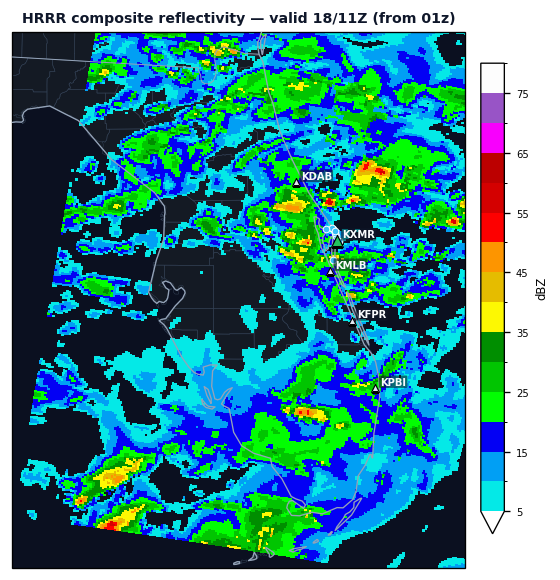 HRRR composite reflectivity — valid 18/11Z (from 01z)
KDAB
KXMR
KMLB
KFPR
KPBI
75
65
55
45
35
25
15
5
dBZ